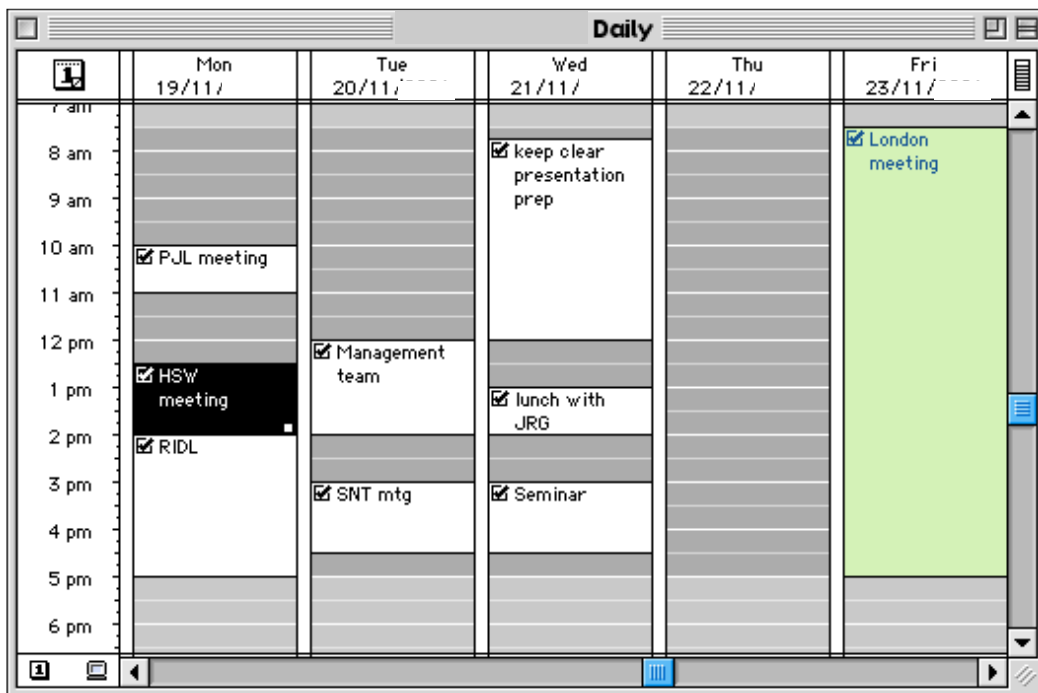 Daily
Mon Tue Wed Thu Fri
19/11/ 20/11/ 21/11/ 22/11/ 23/11/
7 am
8 am
9 am
10 am
11 am
12 pm
1 pm
2 pm
3 pm
4 pm
5 pm
6 pm
PJL meeting
HSW
meeting
RIDL
Management
team
SNT mtg
keep clear
presentation
prep
lunch with
JRG
Seminar
London
meeting